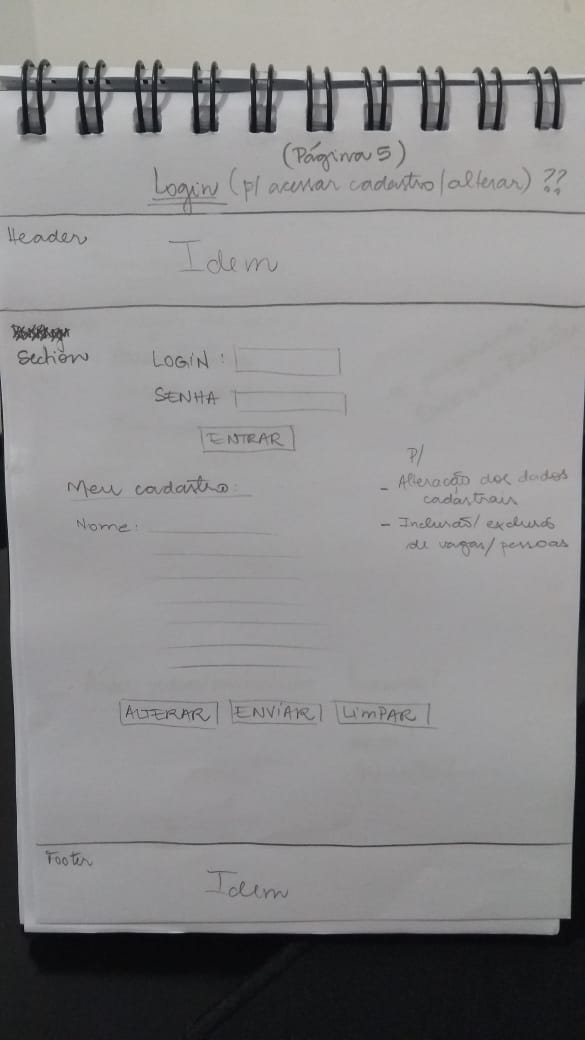 (Página 5)
Login (p/ acessar cadastro/alterar) ??
Header
Idem
Section
LOGIN :
SENHA
ENTRAR
Meu cadastro:
Nome:
P/
- Alteração dos dados
cadastrais
- Inclusão/ exclusão
de vagas/pessoas
ALTERAR ENVIAR LIMPAR
Footer
Idem